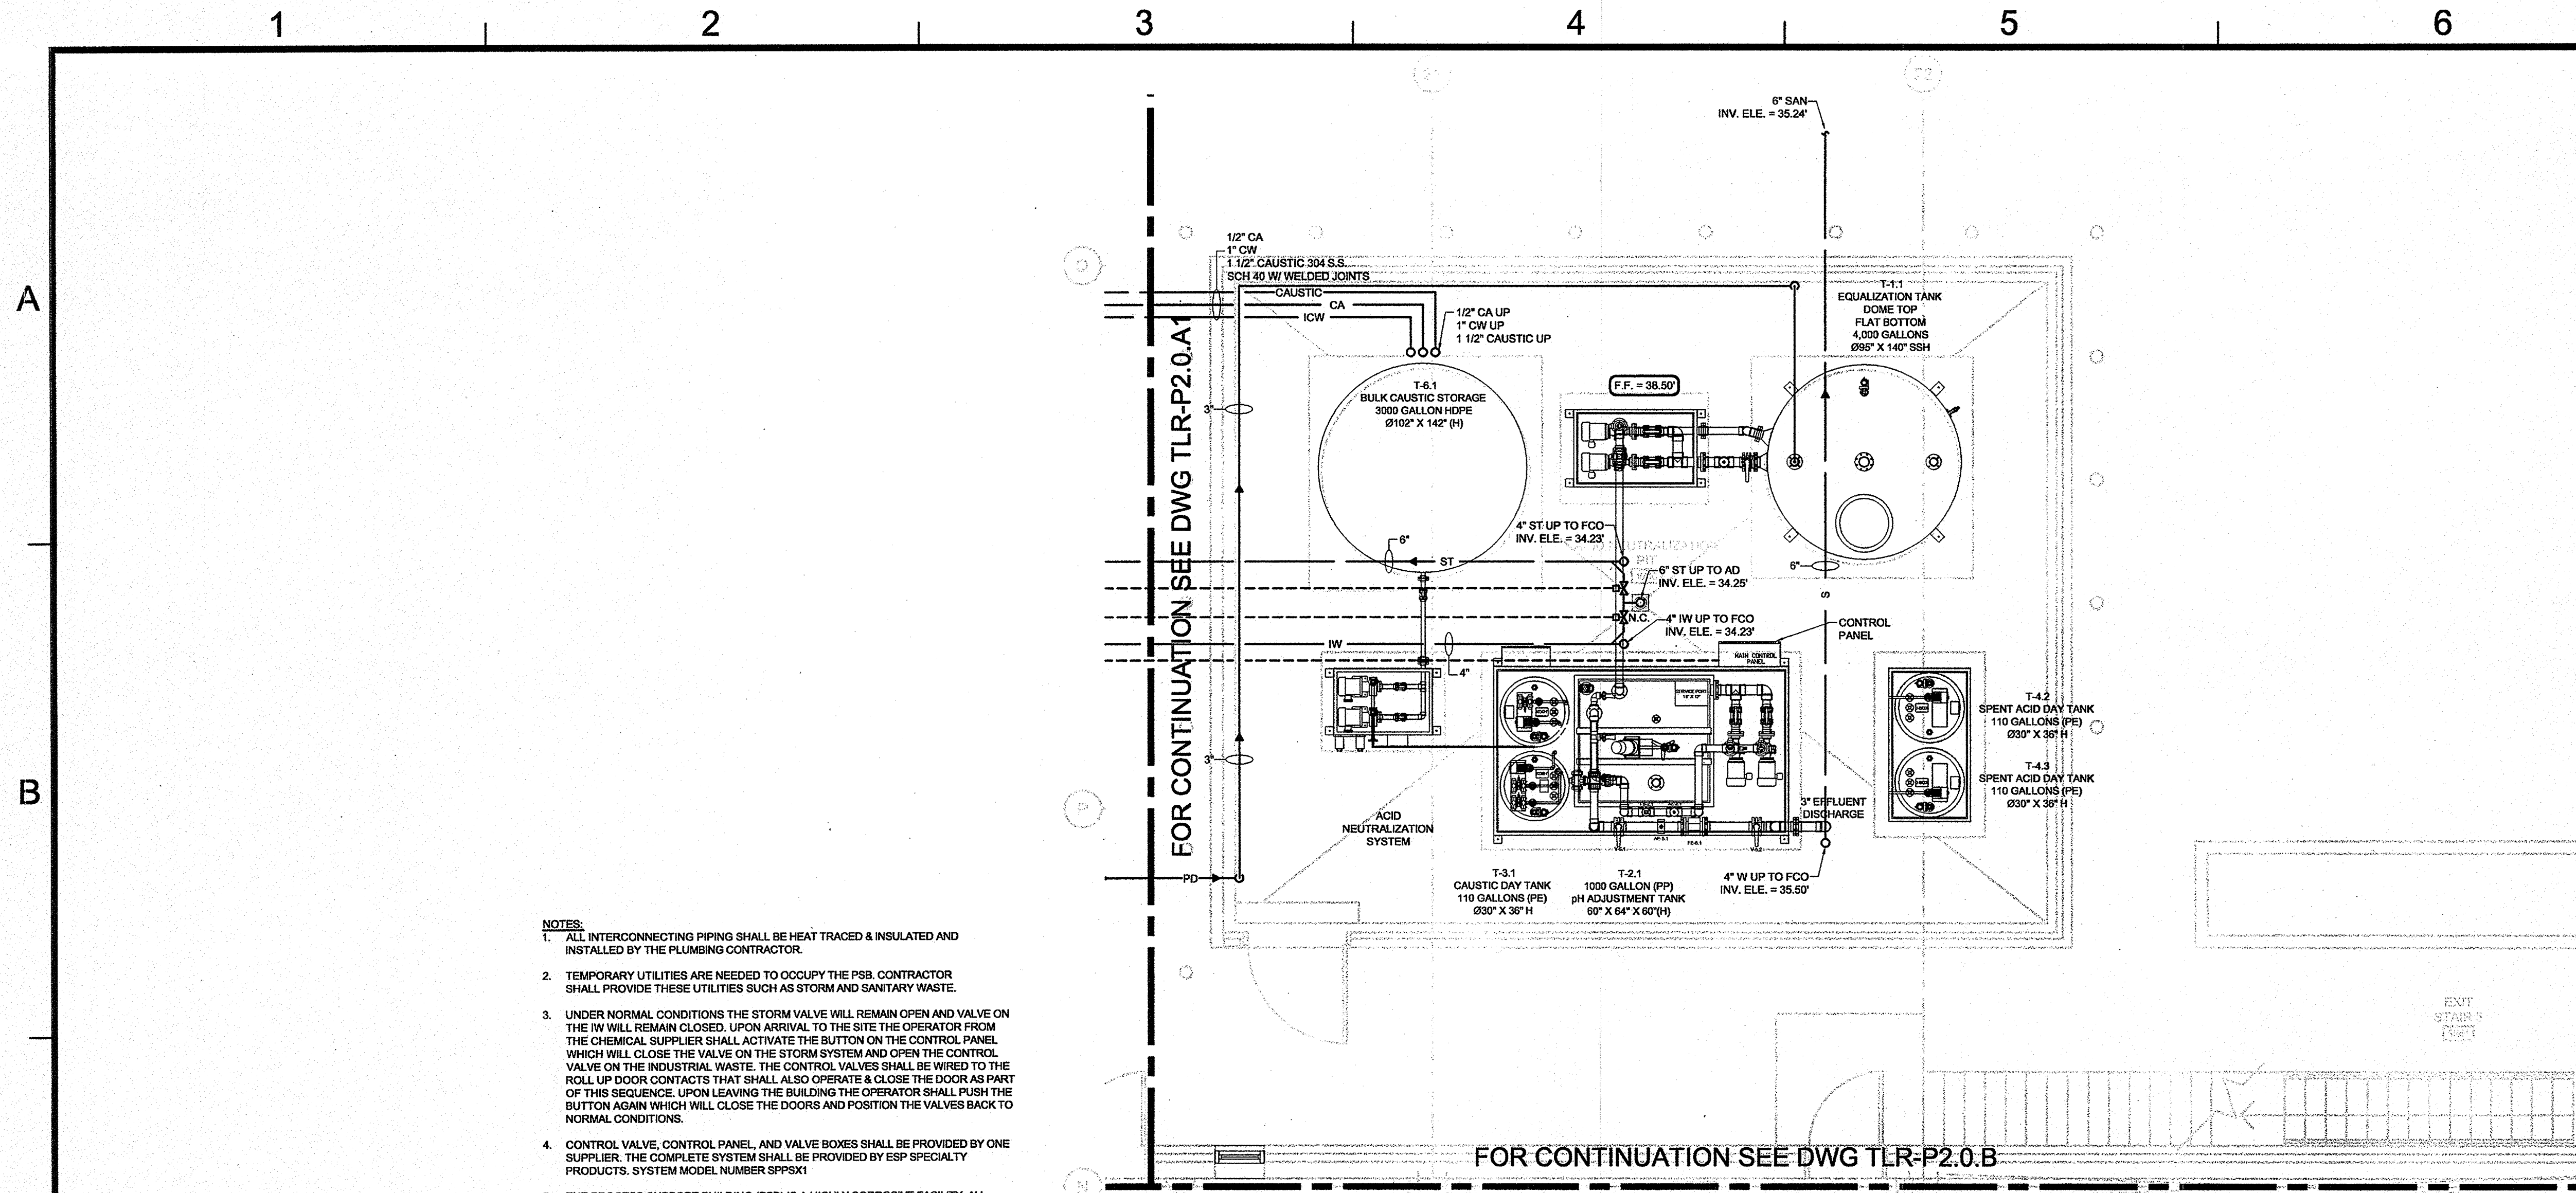 1 2 3 4 5 6
A
B
21
22
6" SAN
INV. ELE. = 35.24'
1/2" CA
1" CW
1 1/2" CAUSTIC 304 S.S.
SCH 40 W/ WELDED JOINTS
CAUSTIC
CA
ICW
1/2" CA UP
1" CW UP
1 1/2" CAUSTIC UP
T-1.1
EQUALIZATION TANK
DOME TOP
FLAT BOTTOM
4,000 GALLONS
Ø95" X 140" SSH
FOR CONTINUATION SEE DWG TLR-P2.0.A1
3"
T-6.1
BULK CAUSTIC STORAGE
3000 GALLON HDPE
Ø102" X 142" (H)
F.F. = 38.50'
4" ST UP TO FCO
INV. ELE. = 34.23'
6"
ST
PIT
6" ST UP TO AD
INV. ELE. = 34.25'
6"
S
N.C.
4" IW UP TO FCO
INV. ELE. = 34.23'
CONTROL
PANEL
IW
4"
MAIN CONTROL
PANEL
SERVICE PORT
T-4.2
SPENT ACID DAY TANK
110 GALLONS (PE)
Ø30" X 36" H
T-4.3
SPENT ACID DAY TANK
110 GALLONS (PE)
Ø30" X 36" H
3"
3" EFFLUENT
DISCHARGE
ACID
NEUTRALIZATION
SYSTEM
PD
T-3.1
CAUSTIC DAY TANK
110 GALLONS (PE)
Ø30" X 36" H
T-2.1
1000 GALLON (PP)
pH ADJUSTMENT TANK
60" X 64" X 60"(H)
4" W UP TO FCO
INV. ELE. = 35.50'
NOTES:
1. ALL INTERCONNECTING PIPING SHALL BE HEAT TRACED & INSULATED AND
INSTALLED BY THE PLUMBING CONTRACTOR.
2. TEMPORARY UTILITIES ARE NEEDED TO OCCUPY THE PSB. CONTRACTOR
SHALL PROVIDE THESE UTILITIES SUCH AS STORM AND SANITARY WASTE.
3. UNDER NORMAL CONDITIONS THE STORM VALVE WILL REMAIN OPEN AND VALVE ON
THE IW WILL REMAIN CLOSED. UPON ARRIVAL TO THE SITE THE OPERATOR FROM
THE CHEMICAL SUPPLIER SHALL ACTIVATE THE BUTTON ON THE CONTROL PANEL
WHICH WILL CLOSE THE VALVE ON THE STORM SYSTEM AND OPEN THE CONTROL
VALVE ON THE INDUSTRIAL WASTE. THE CONTROL VALVES SHALL BE WIRED TO THE
ROLL UP DOOR CONTACTS THAT SHALL ALSO OPERATE & CLOSE THE DOOR AS PART
OF THIS SEQUENCE. UPON LEAVING THE BUILDING THE OPERATOR SHALL PUSH THE
BUTTON AGAIN WHICH WILL CLOSE THE DOORS AND POSITION THE VALVES BACK TO
NORMAL CONDITIONS.
4. CONTROL VALVE, CONTROL PANEL, AND VALVE BOXES SHALL BE PROVIDED BY ONE
SUPPLIER. THE COMPLETE SYSTEM SHALL BE PROVIDED BY ESP SPECIALTY
PRODUCTS. SYSTEM MODEL NUMBER SPPSX1
EXIT
FOR CONTINUATION SEE DWG TLR-P2.0.B